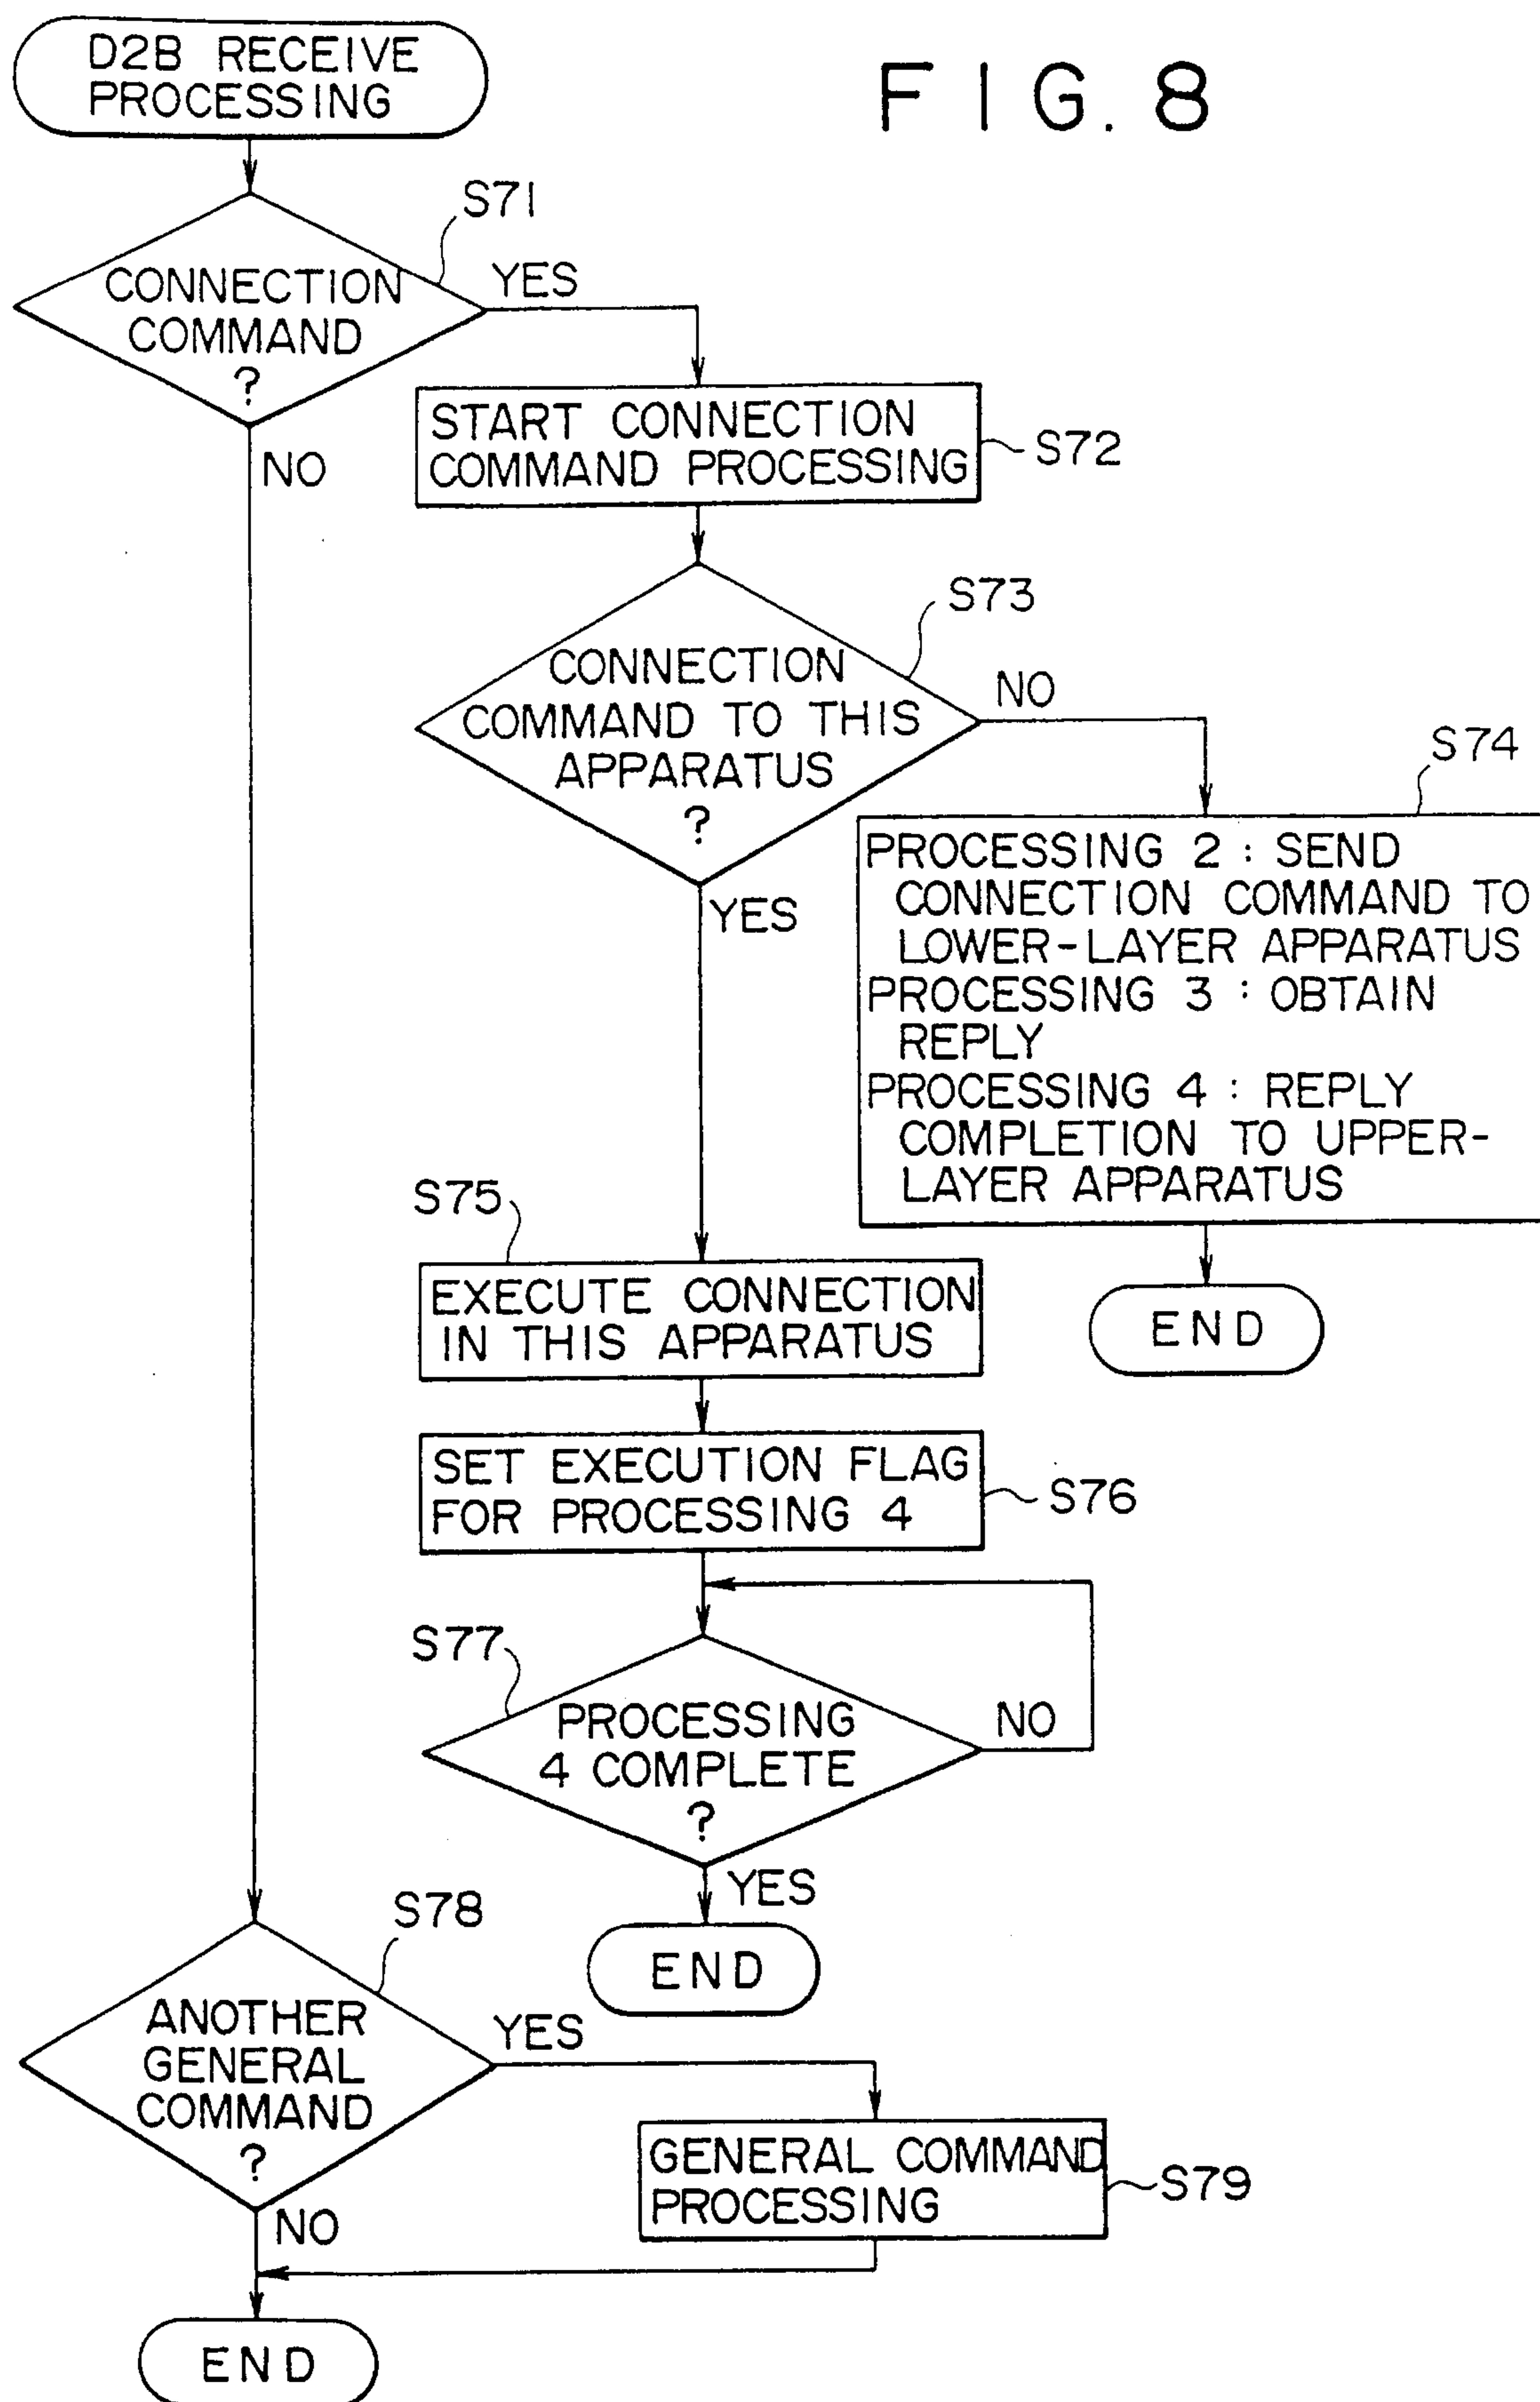 D2B RECEIVE
PROCESSING
FIG. 8
S71
CONNECTION
COMMAND
?
YES
NO
START CONNECTION
COMMAND PROCESSING
S72
S73
CONNECTION
COMMAND TO THIS
APPARATUS
?
NO
YES
S74
PROCESSING 2 : SEND
CONNECTION COMMAND TO
LOWER-LAYER APPARATUS
PROCESSING 3 : OBTAIN
REPLY
PROCESSING 4 : REPLY
COMPLETION TO UPPER-
LAYER APPARATUS
END
S75
EXECUTE CONNECTION
IN THIS APPARATUS
SET EXECUTION FLAG
FOR PROCESSING 4
S76
S77
PROCESSING
4 COMPLETE
?
NO
YES
END
S78
ANOTHER
GENERAL
COMMAND
?
YES
NO
GENERAL COMMAND
PROCESSING
S79
END